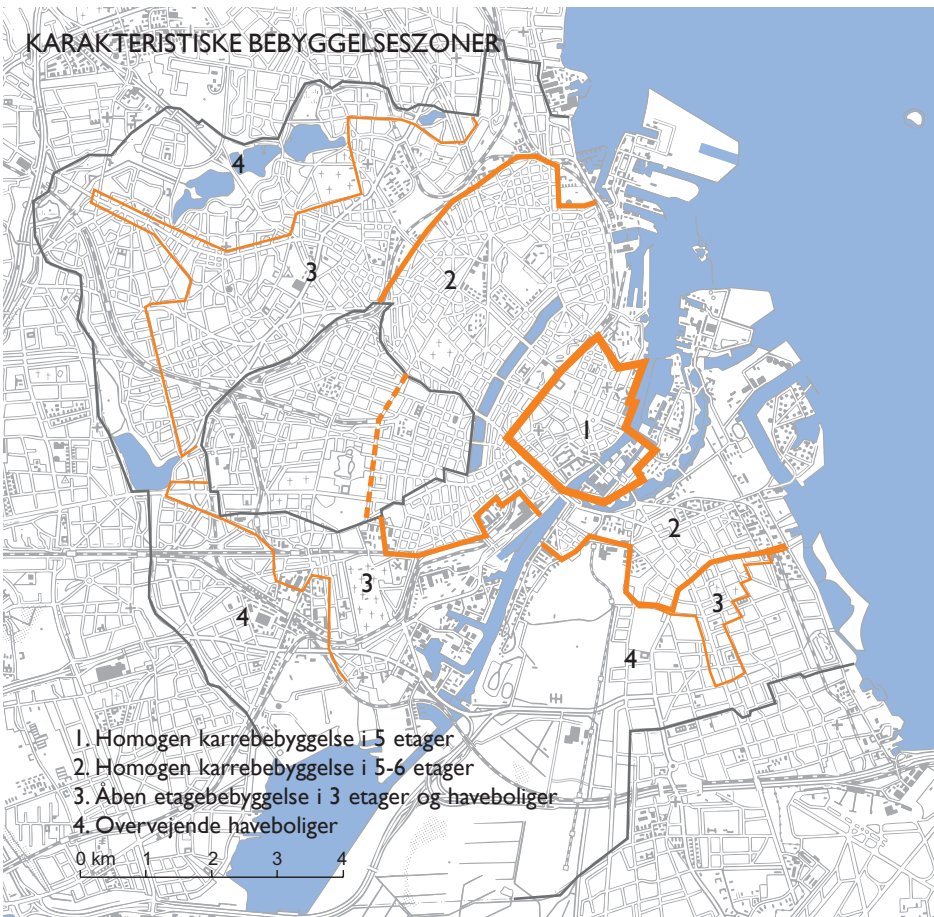 KARAKTERISTISKE BEBYGGELSESZONER
4
3
2
1
2
3
3
4
4
1. Homogen karrebebyggelse i 5 etager
2. Homogen karrebebyggelse i 5-6 etager
3. Åben etagebebyggelse i 3 etager og haveboliger
4. Overvejende haveboliger
0 km 1 2 3 4